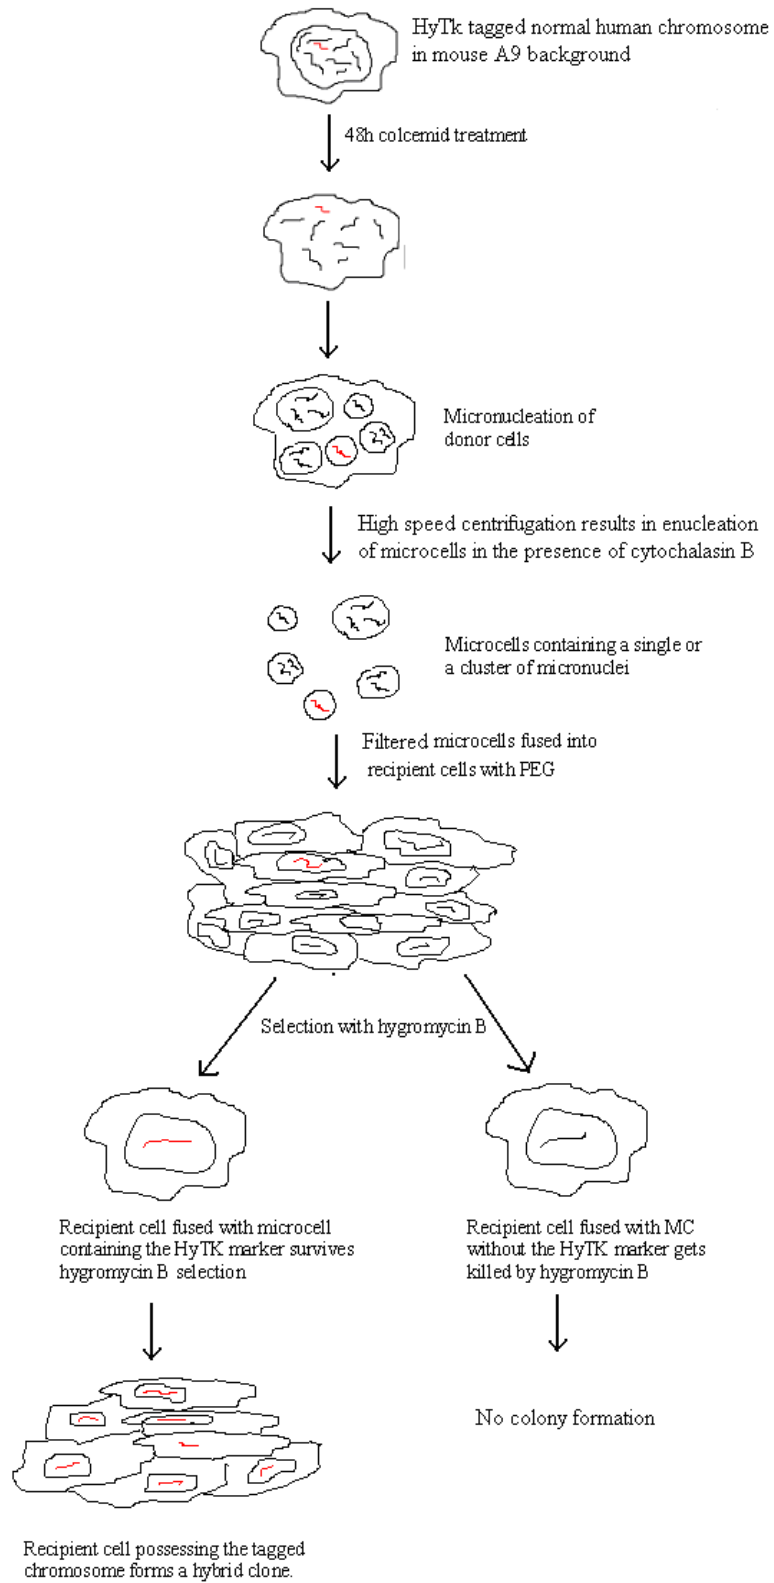 HyTk tagged normal human chromosome
in mouse A9 background
48h colcemid treatment
Micronucleation of
donor cells
High speed centrifugation results in enucleation
of microcells in the presence of cytochalasin B
Microcells containing a single or
a cluster of micronuclei
Filtered microcells fused into
recipient cells with PEG
Selection with hygromycin B
Recipient cell fused with microcell
containing the HyTK marker survives
hygromycin B selection
Recipient cell fused with MC
without the HyTK marker gets
killed by hygromycin B
No colony formation
Recipient cell possessing the tagged
chromosome forms a hybrid clone.